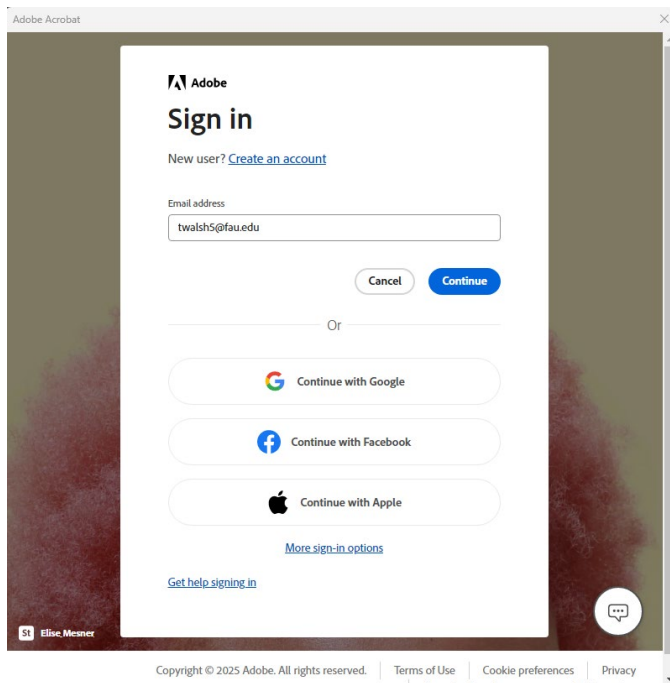 Adobe Acrobat
Adobe
Sign in
New user? Create an account
Email address
twalsh5@fau.edu
Cancel
Continue
Or
Continue with Google
Continue with Facebook
Continue with Apple
More sign-in options
Get help signing in
St Elise_Mesner
Copyright © 2025 Adobe. All rights reserved. Terms of Use Cookie preferences Privacy